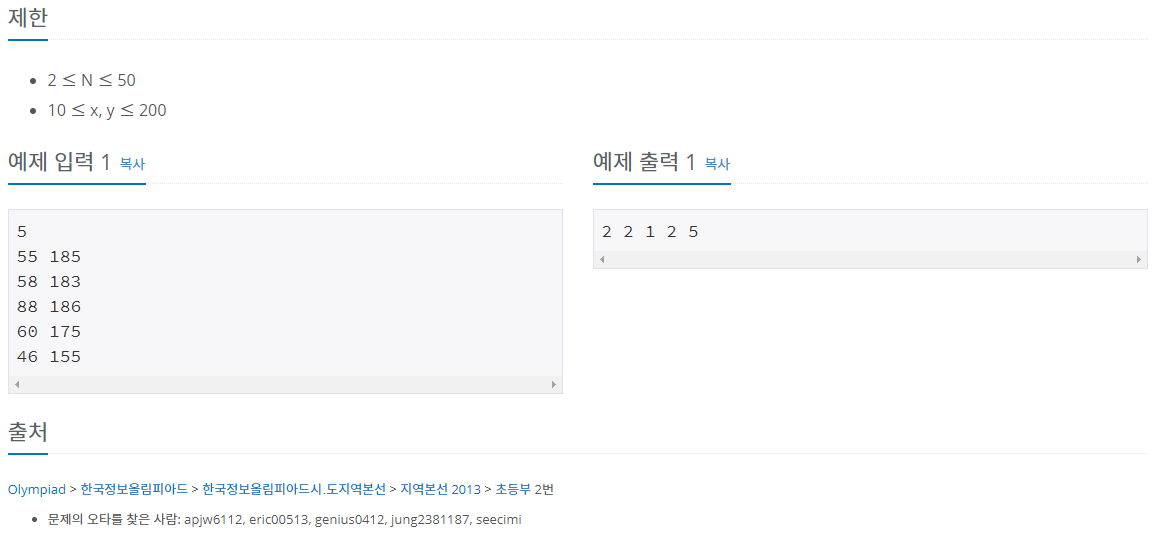 제한
2 ≤ N ≤ 50
10 ≤ x, y ≤ 200
예제 입력 1 복사
5
55 185
58 183
88 186
60 175
46 155
예제 출력 1 복사
2 2 1 2 5
출처
Olympiad > 한국정보올림피아드 > 한국정보올림피아드시.도지역본선 > 지역본선 2013 > 초등부 2번
문제의 오타를 찾은 사람: apjw6112, eric00513, genius0412, jung2381187, seecimi